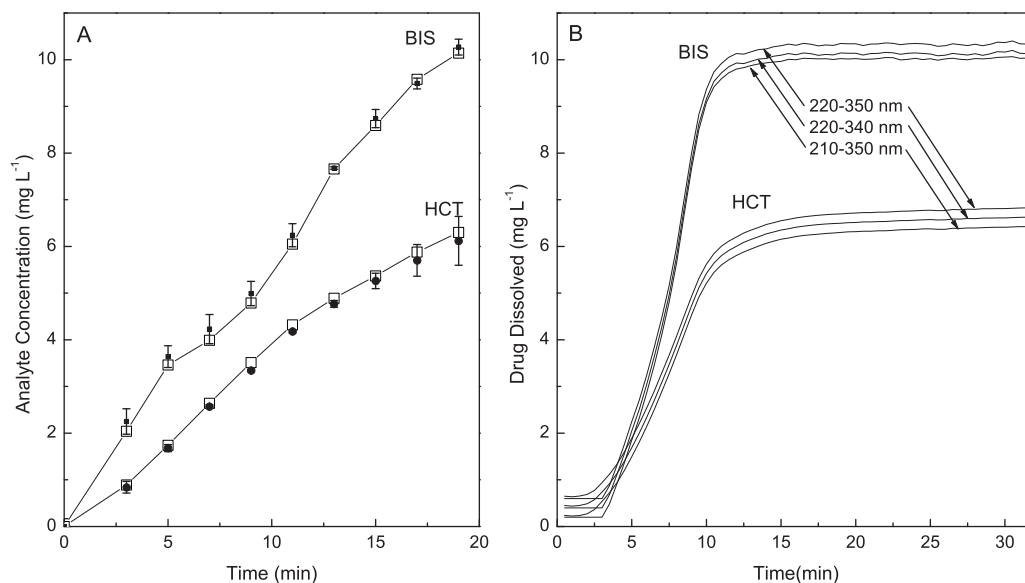 A
BIS
HCT
Analyte Concentration (mg L⁻¹)
10
8
6
4
2
0
0
5
10
15
20
Time (min)
B
BIS
220-350 nm
220-340 nm
210-350 nm
HCT
Drug Dissolved (mg L⁻¹)
10
8
6
4
2
0
0
5
10
15
20
25
30
Time(min)